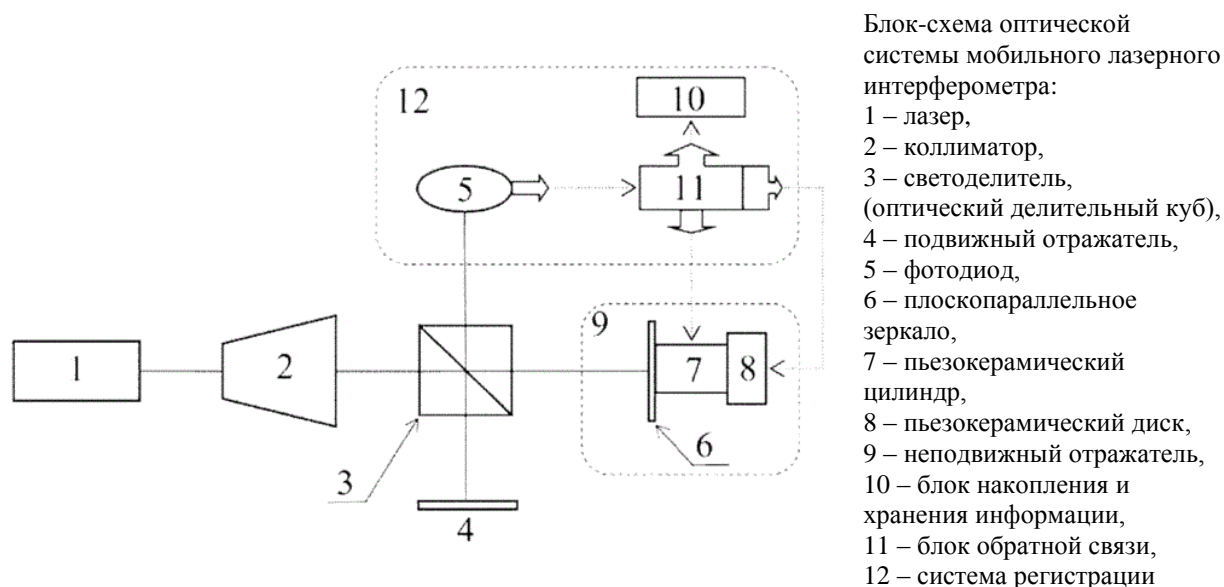 Блок-схема оптической
системы мобильного лазерного
интерферометра:
1 – лазер,
2 – коллиматор,
3 – светоделитель,
(оптический делительный куб),
4 – подвижный отражатель,
5 – фотодиод,
6 – плоскопараллельное
зеркало,
7 – пьезокерамический
цилиндр,
8 – пьезокерамический диск,
9 – неподвижный отражатель,
10 – блок накопления и
хранения информации,
11 – блок обратной связи,
12 – система регистрации
12
10
5
11
9
1
2
7
8
3
6
4